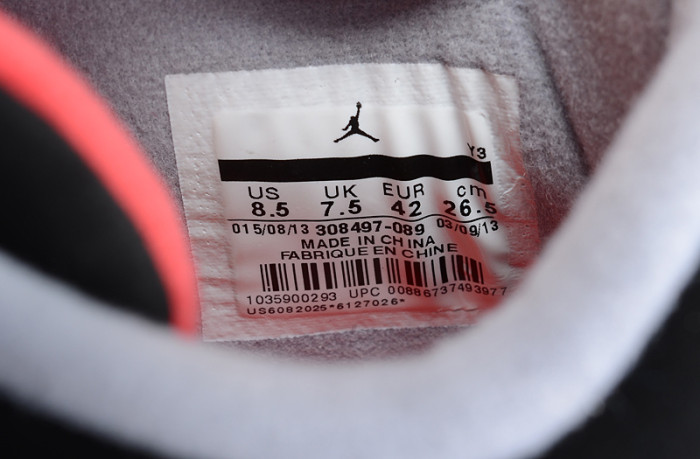 Y3
US UK EUR cm
8.5 7.5 42 26.5
015/08/13 308497-089 03/09/13
MADE IN CHINA
FABRIQUE EN CHINE
1035900293 UPC 00886737493977
US6082025*6127026*